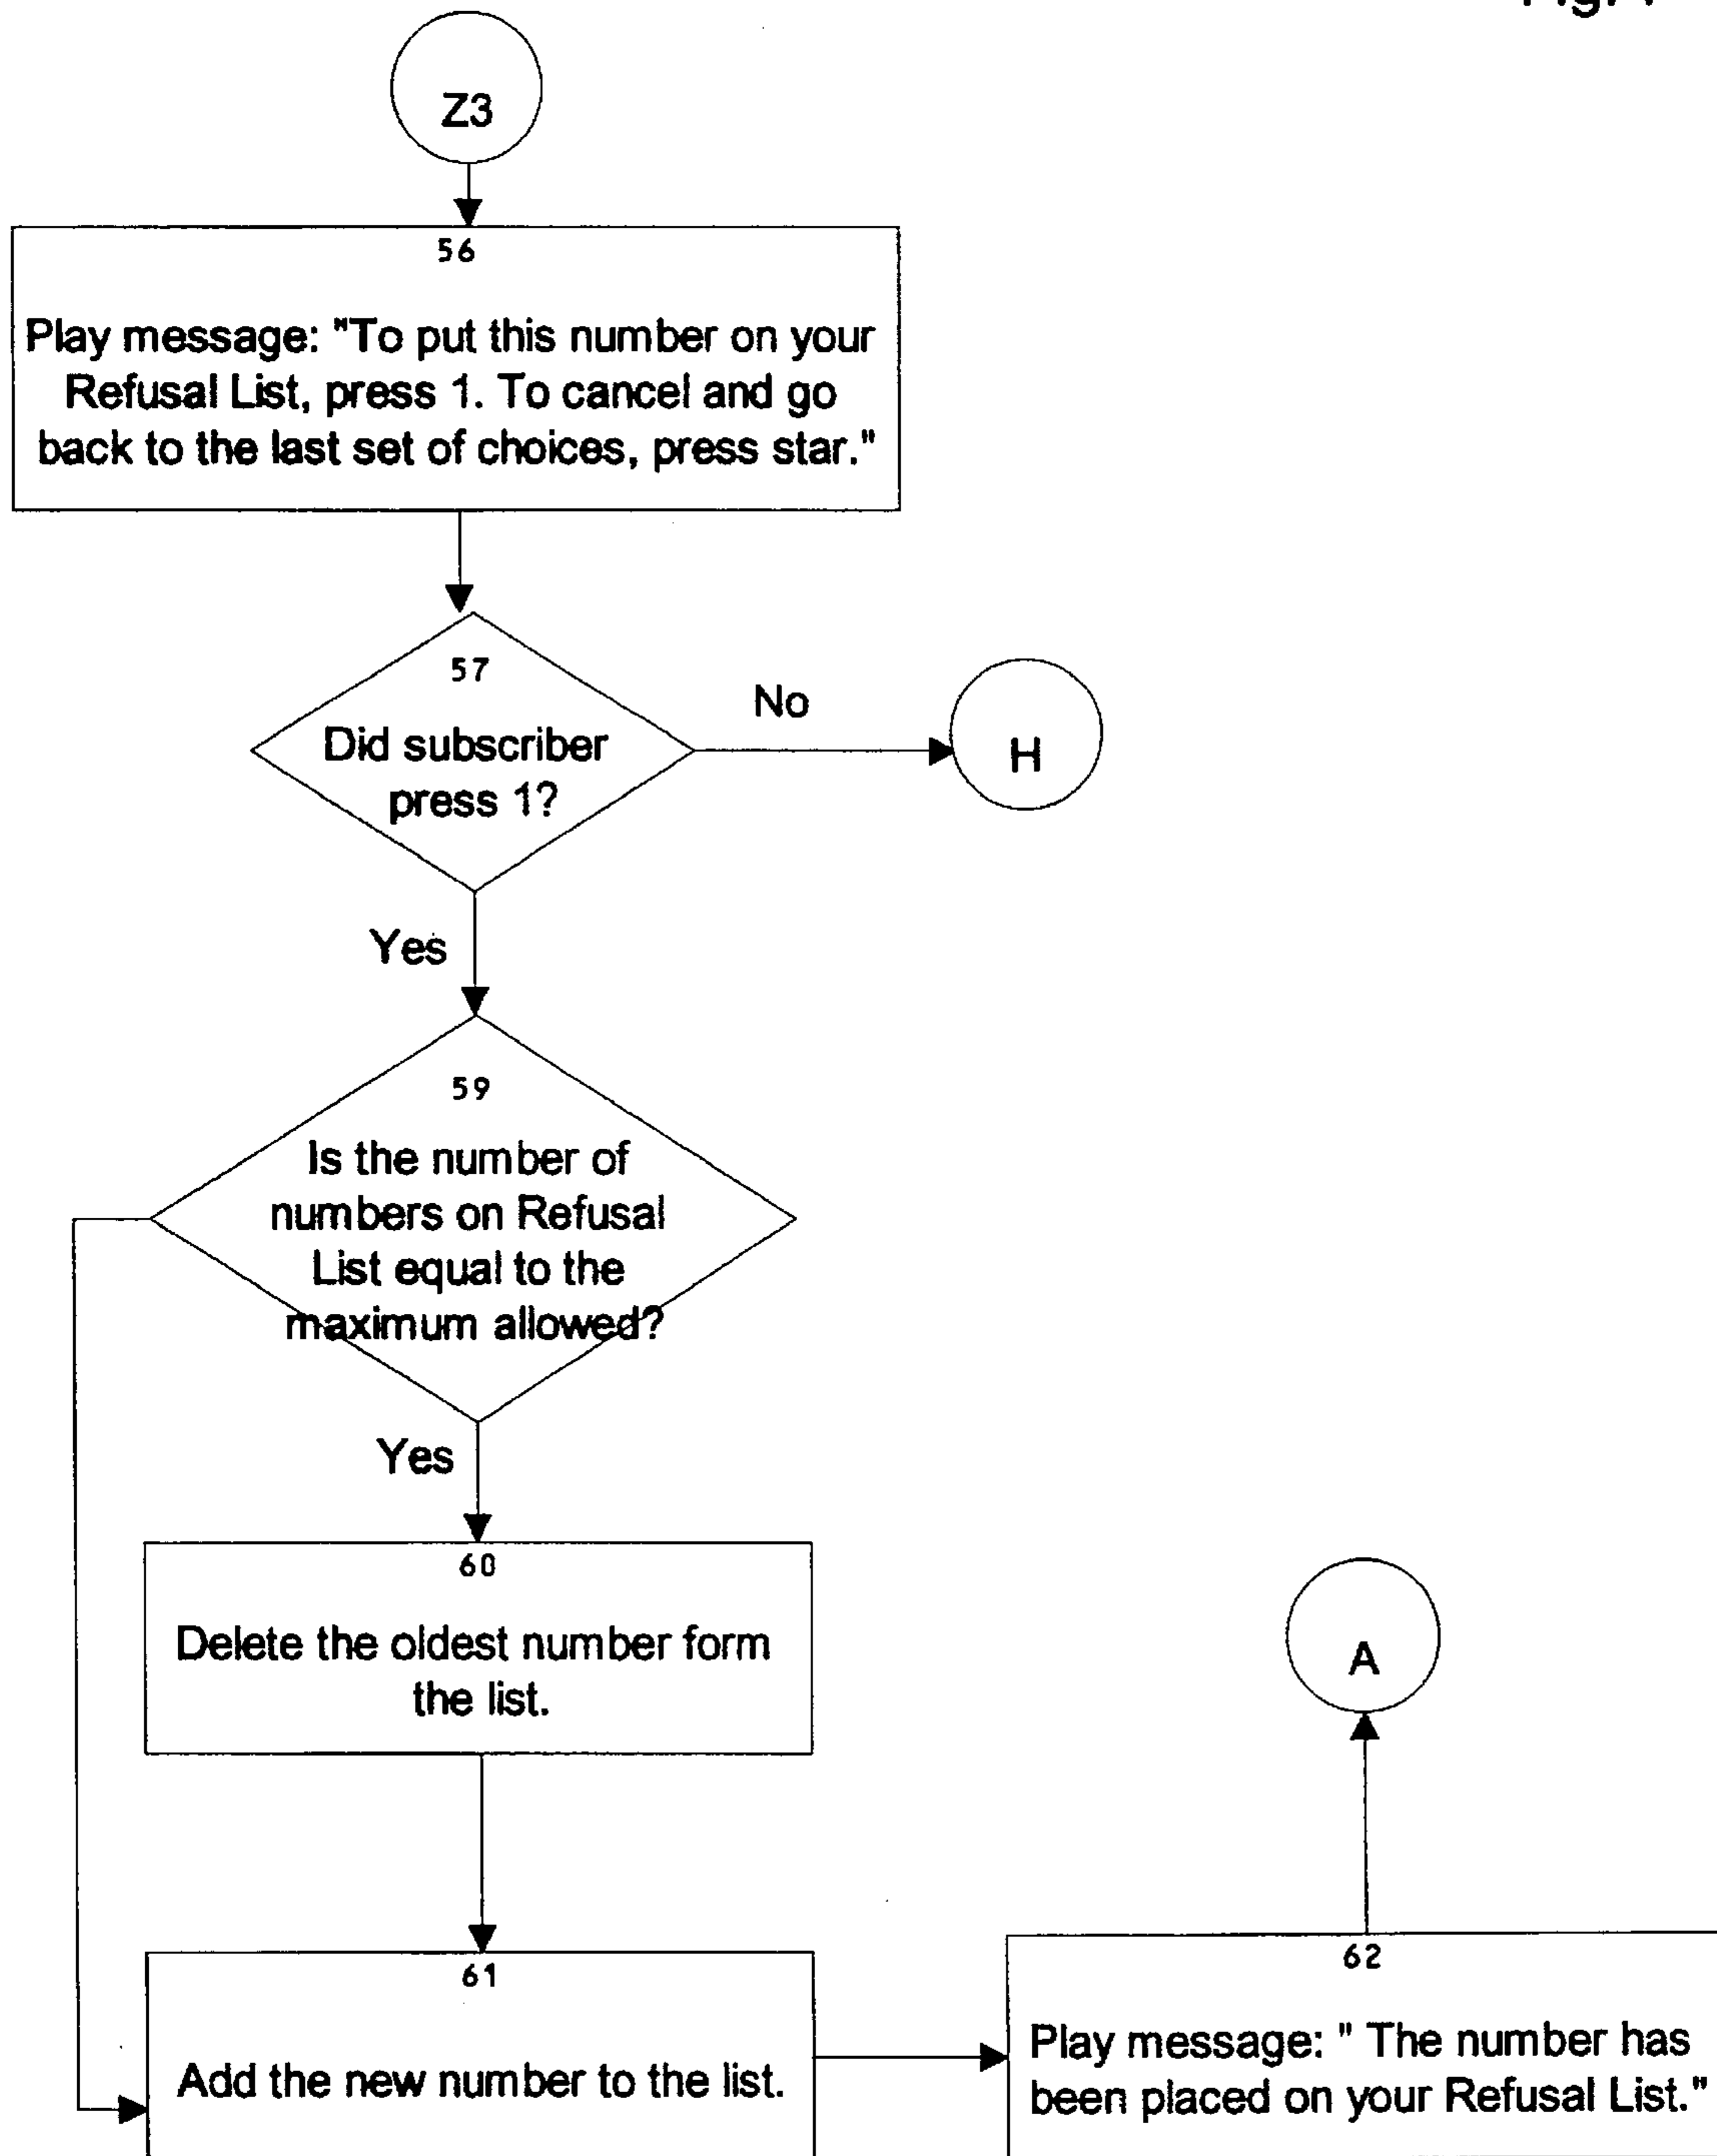 Z3
56
Play message: "To put this number on your
Refusal List, press 1. To cancel and go
back to the last set of choices, press star."
57
Did subscriber
press 1?
No
H
Yes
59
Is the number of
numbers on Refusal
List equal to the
maximum allowed?
Yes
60
Delete the oldest number form
the list.
A
61
Add the new number to the list.
62
Play message: " The number has
been placed on your Refusal List."